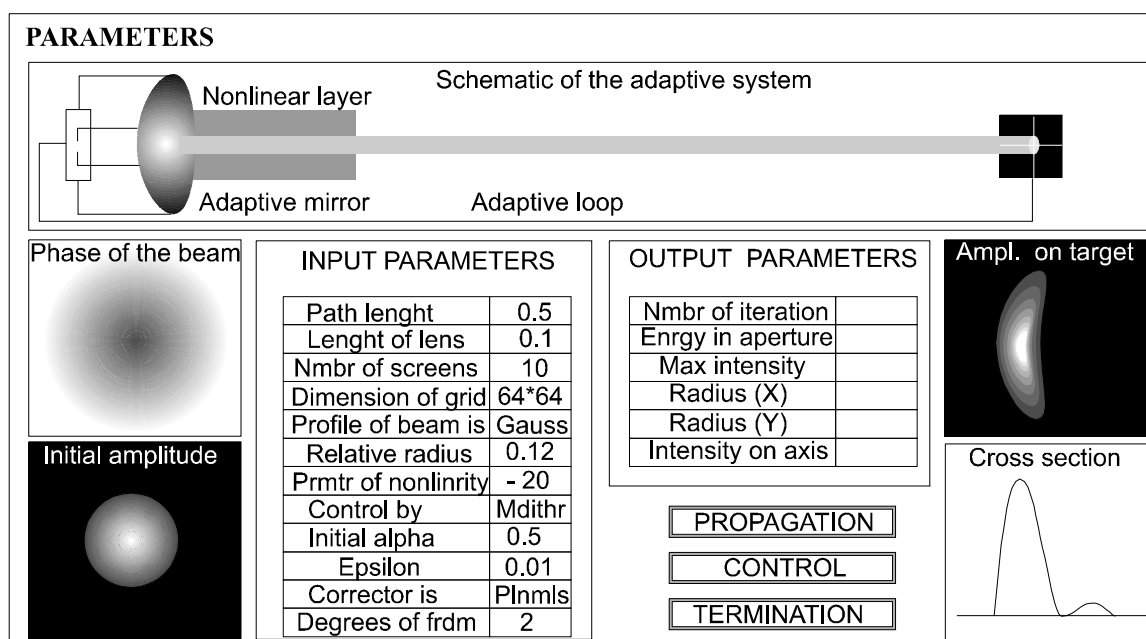 PARAMETERS
Schematic of the adaptive system
Nonlinear layer
Adaptive mirror
Adaptive loop
Phase of the beam
Initial amplitude
INPUT PARAMETERS
Path lenght 0.5
Lenght of lens 0.1
Nmbr of screens 10
Dimension of grid 64*64
Profile of beam is Gauss
Relative radius 0.12
Prmtr of nonlinrity - 20
Control by Mdithr
Initial alpha 0.5
Epsilon 0.01
Corrector is Plnmls
Degrees of frdm 2
OUTPUT PARAMETERS
Nmbr of iteration
Enrgy in aperture
Max intensity
Radius (X)
Radius (Y)
Intensity on axis
PROPAGATION
CONTROL
TERMINATION
Ampl. on target
Cross section